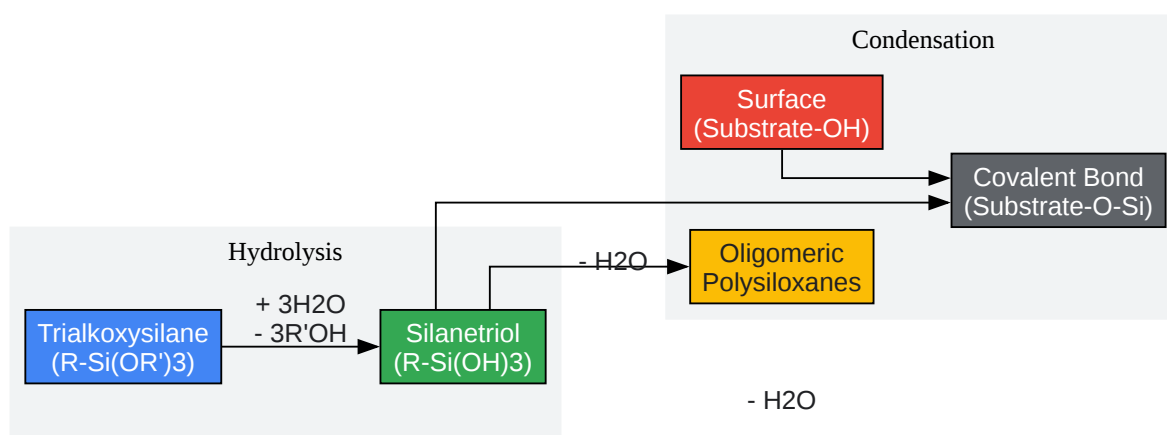 Condensation
Surface
(Substrate-OH)
Covalent Bond
(Substrate-O-Si)
Hydrolysis
- H2O
Oligomeric
Polysiloxanes
+ 3H2O
- 3R'OH
Trialkoxysilane
(R-Si(OR')3)
Silanetriol
(R-Si(OH)3)
- H2O